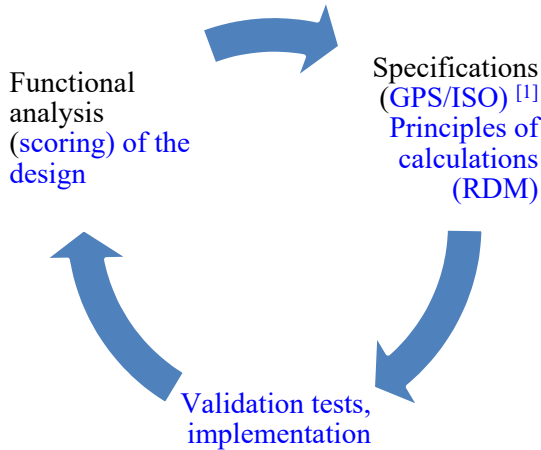 Functional
analysis
(scoring) of the
design
Specifications
(GPS/ISO) [1]
Principles of
calculations
(RDM)
Validation tests,
implementation